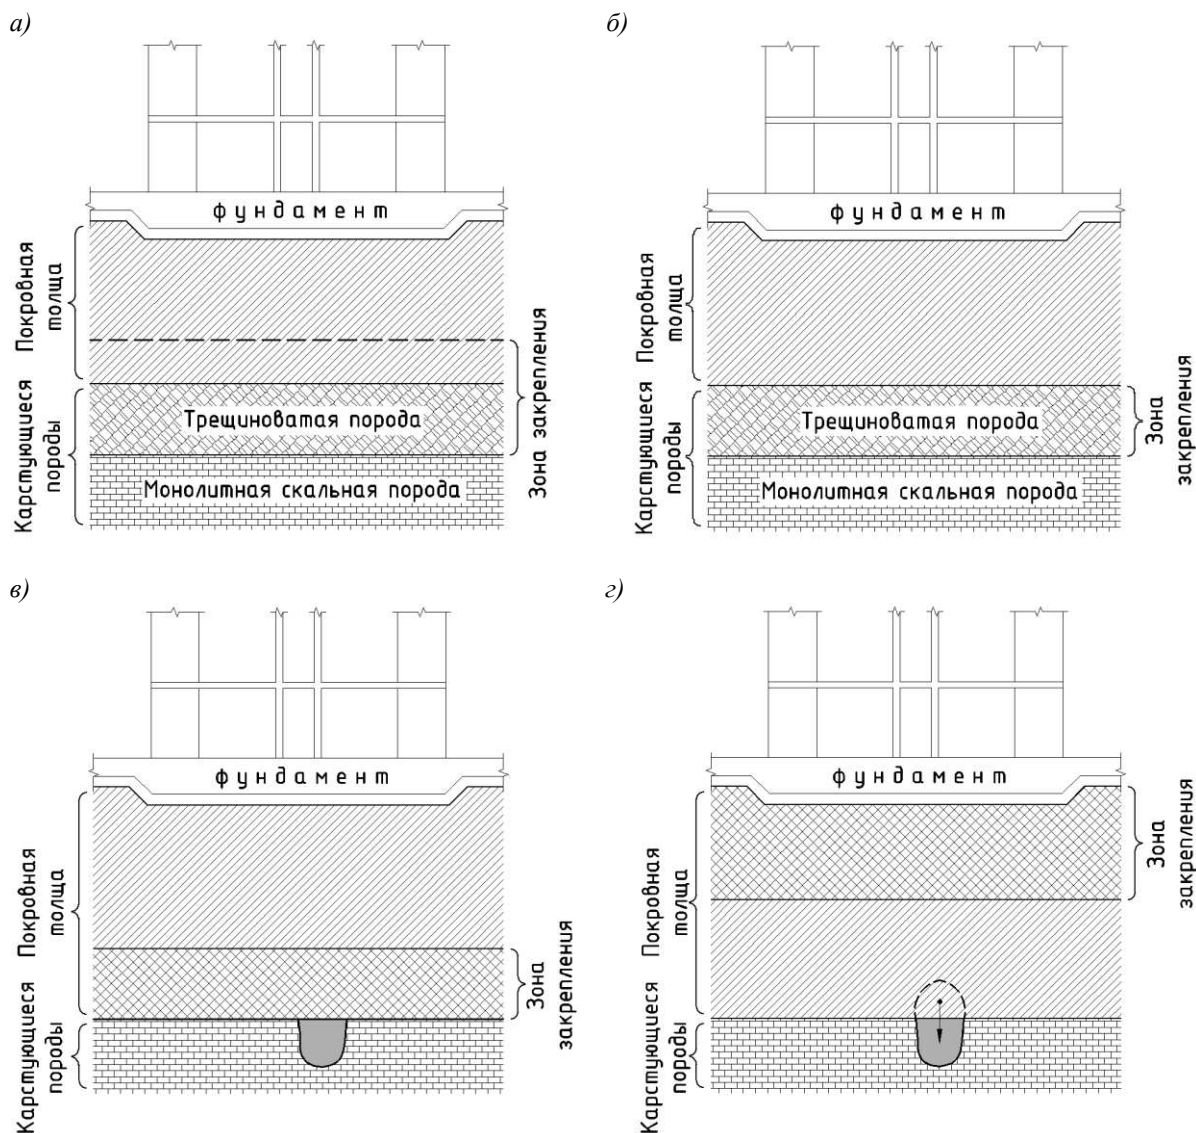 а)
фундамент
Покровная
толща
Карстующиеся
породы
Трещиноватая порода
Монолитная скальная порода
Зона закрепления
б)
фундамент
Покровная
толща
Карстующиеся
породы
Трещиноватая порода
Монолитная скальная порода
Зона
закрепления
в)
фундамент
Покровная
толща
Карстующиеся
породы
Зона
закрепления
г)
фундамент
Покровная
толща
Карстующиеся
породы
Зона
закрепления